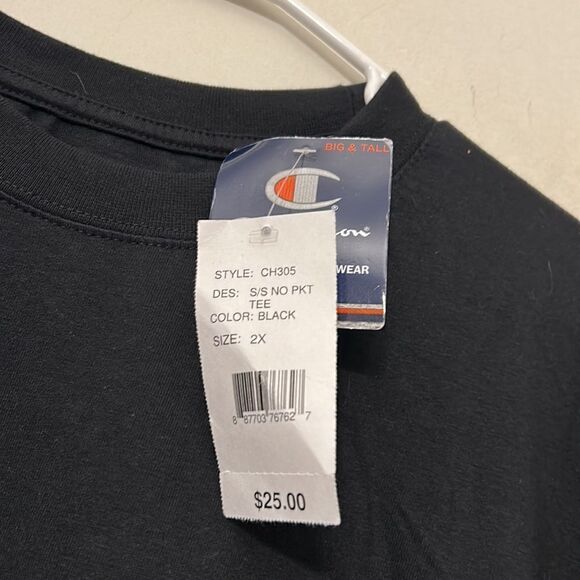 BIG & TALL
®
on®
WEAR
STYLE: CH305
DES: S/S NO PKT
TEE
COLOR: BLACK
SIZE: 2X
8 87703 76762 7
$25.00